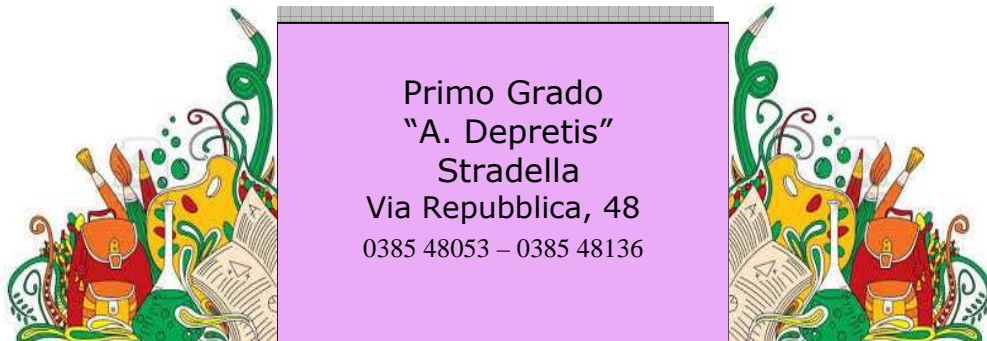 Primo Grado
“A. Depretis”
Stradella
Via Repubblica, 48
0385 48053 – 0385 48136